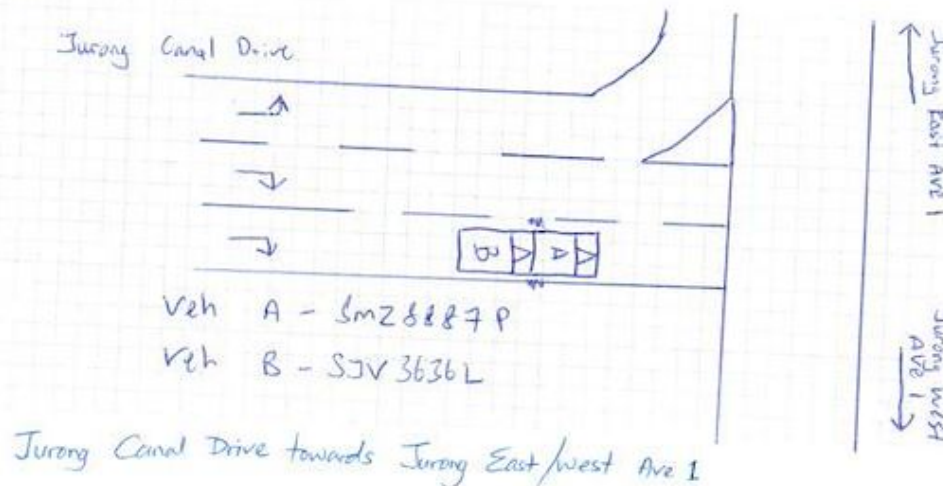 Jurong Canal Drive
Jurong East AVE 1
B A
Jurong West
AVE 1
Veh A - SMZ8887P
Veh B - SJV3636L
Jurong Canal Drive towards Jurong East/West Ave 1